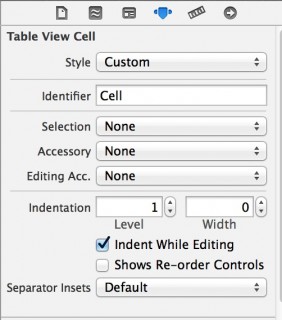 Table View Cell
Style Custom
Identifier Cell
Selection None
Accessory None
Editing Acc. None
Indentation 1 0
Level Width
Indent While Editing
Shows Re-order Controls
Separator Insets Default